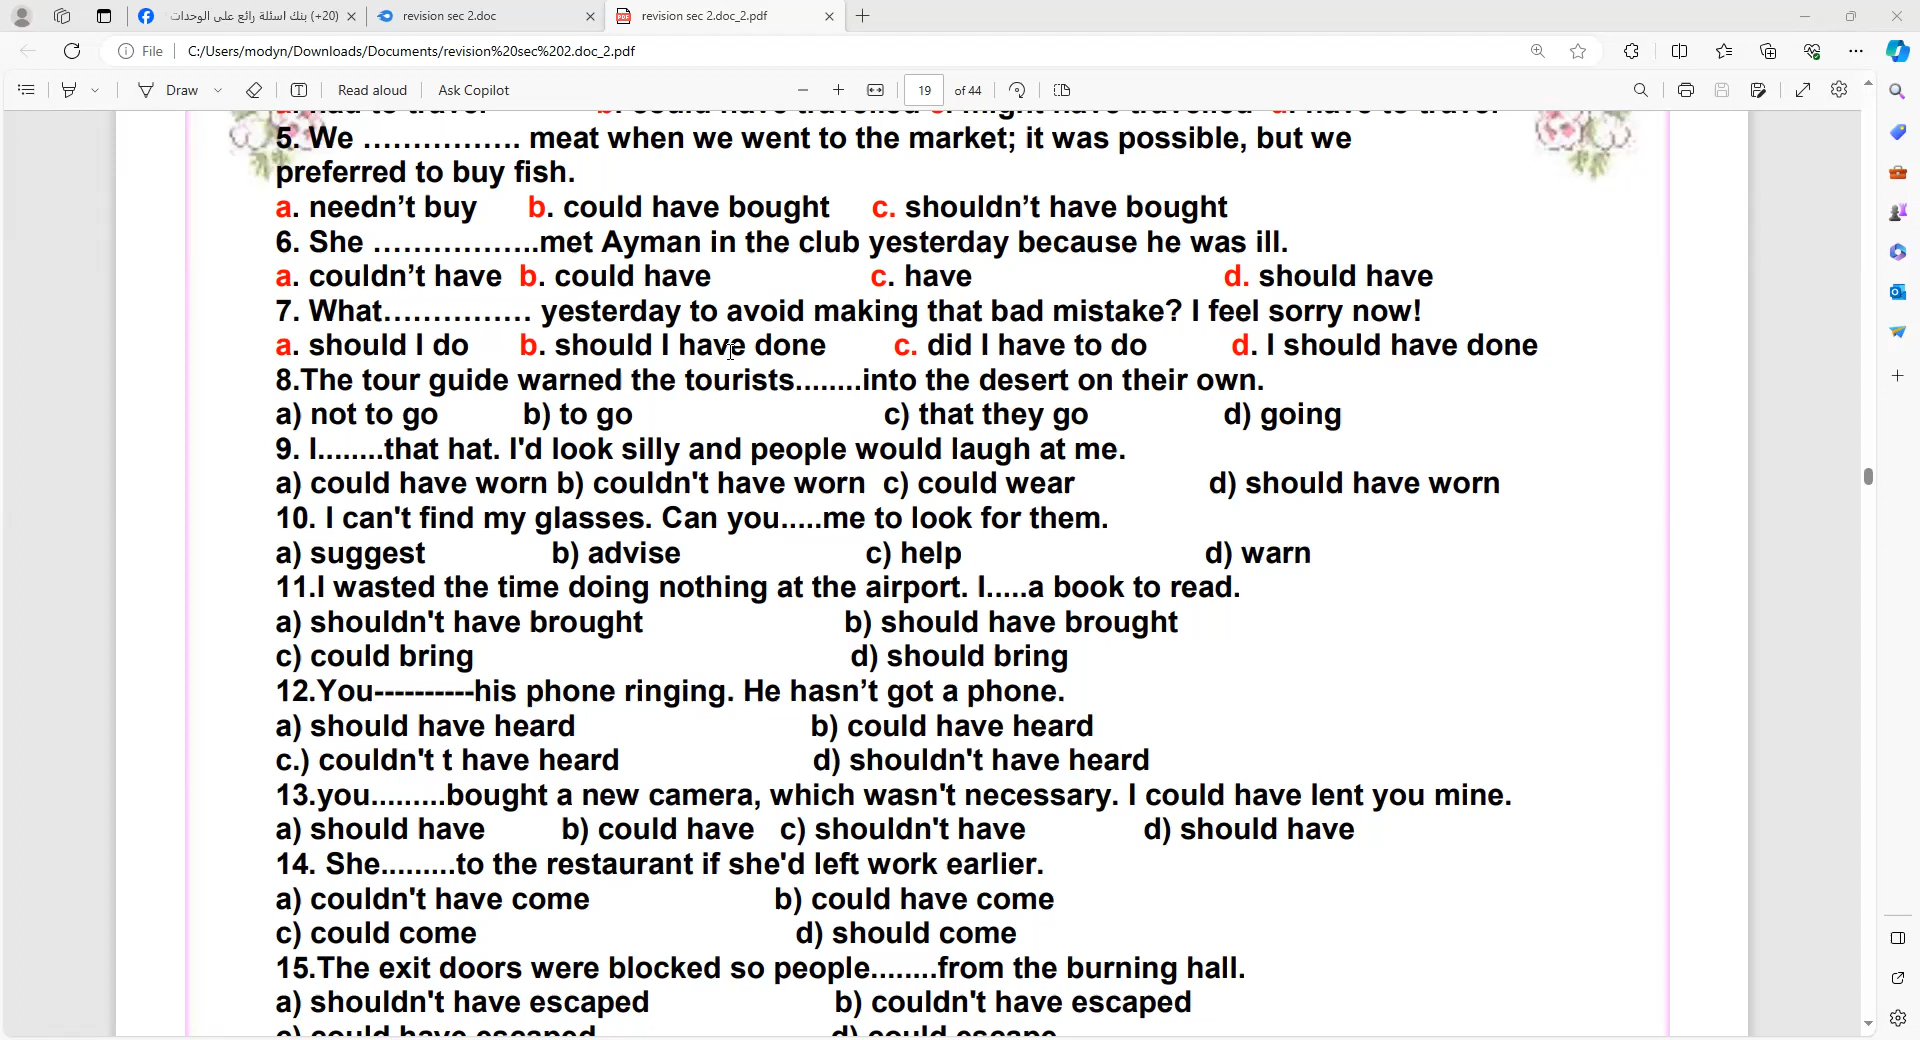 (20+) بنك اسئلة رائع على الوحدات
revision sec 2.doc
revision sec 2.doc_2.pdf
File
C:/Users/modyn/Downloads/Documents/revision%20sec%202.doc_2.pdf
Draw
Read aloud
Ask Copilot
19 of 44
5. We ................ meat when we went to the market; it was possible, but we
preferred to buy fish.
a. needn’t buy b. could have bought c. shouldn’t have bought
6. She .................met Ayman in the club yesterday because he was ill.
a. couldn’t have b. could have c. have d. should have
7. What............... yesterday to avoid making that bad mistake? I feel sorry now!
a. should I do b. should I have done c. did I have to do d. I should have done
8.The tour guide warned the tourists........into the desert on their own.
a) not to go b) to go c) that they go d) going
9. I........that hat. I'd look silly and people would laugh at me.
a) could have worn b) couldn't have worn c) could wear d) should have worn
10. I can't find my glasses. Can you.....me to look for them.
a) suggest b) advise c) help d) warn
11.I wasted the time doing nothing at the airport. I.....a book to read.
a) shouldn't have brought b) should have brought
c) could bring d) should bring
12.You----------his phone ringing. He hasn’t got a phone.
a) should have heard b) could have heard
c.) couldn't t have heard d) shouldn't have heard
13.you.........bought a new camera, which wasn't necessary. I could have lent you mine.
a) should have b) could have c) shouldn't have d) should have
14. She.........to the restaurant if she'd left work earlier.
a) couldn't have come b) could have come
c) could come d) should come
15.The exit doors were blocked so people........from the burning hall.
a) shouldn't have escaped b) couldn't have escaped
c) could have escaped d) could escape